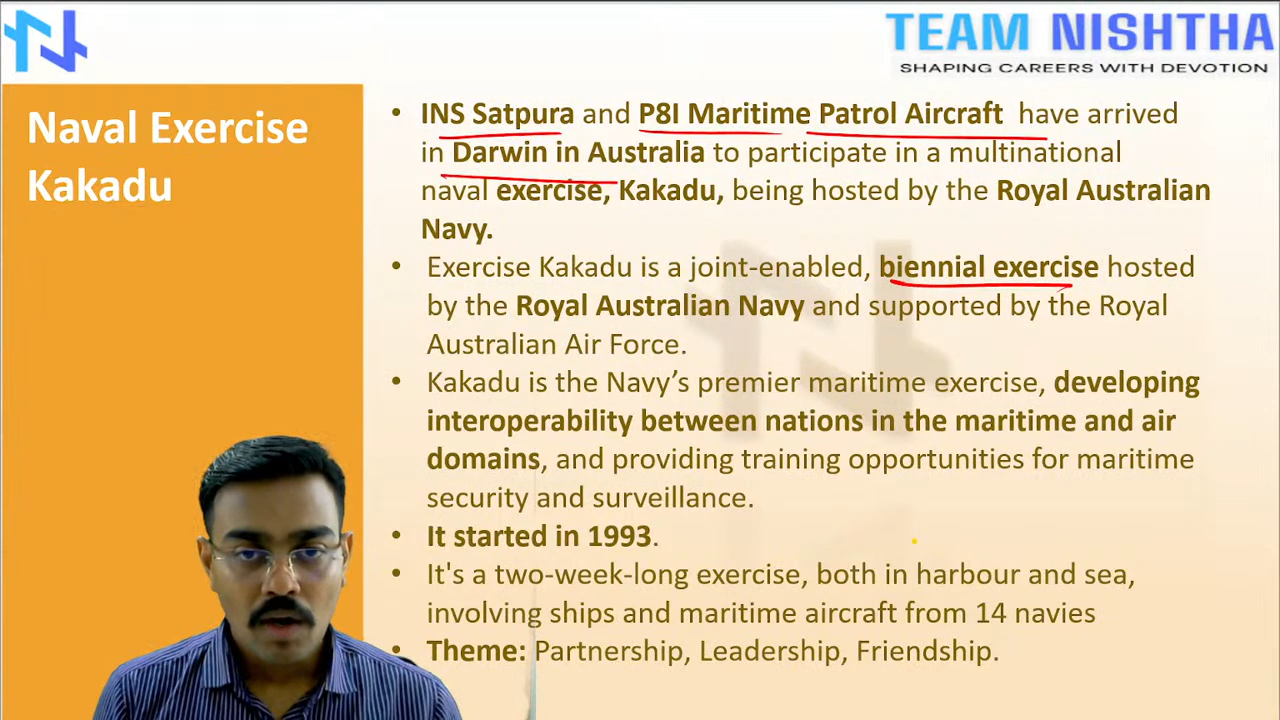 TEAM NISHTHA
SHAPING CAREERS WITH DEVOTION
Naval Exercise
Kakadu
• INS Satpura and P8I Maritime Patrol Aircraft have arrived
in Darwin in Australia to participate in a multinational
naval exercise, Kakadu, being hosted by the Royal Australian
Navy.
• Exercise Kakadu is a joint-enabled, biennial exercise hosted
by the Royal Australian Navy and supported by the Royal
Australian Air Force.
• Kakadu is the Navy’s premier maritime exercise, developing
interoperability between nations in the maritime and air
domains, and providing training opportunities for maritime
security and surveillance.
• It started in 1993.
• It's a two-week-long exercise, both in harbour and sea,
involving ships and maritime aircraft from 14 navies
• Theme: Partnership, Leadership, Friendship.